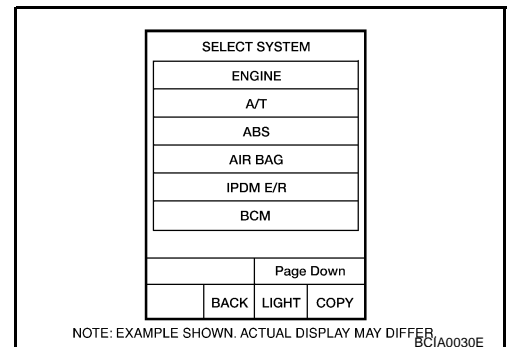 SELECT SYSTEM
ENGINE
A/T
ABS
AIR BAG
IPDM E/R
BCM
Page Down
BACK LIGHT COPY
NOTE: EXAMPLE SHOWN. ACTUAL DISPLAY MAY DIFFER.
BCIA0030E